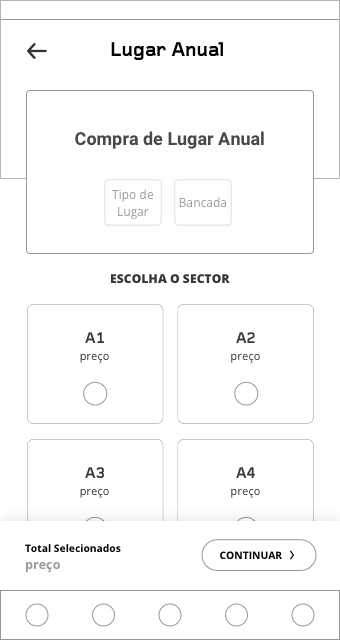 Lugar Anual
Compra de Lugar Anual
Tipo de
Lugar
Bancada
ESCOLHA O SECTOR
A1
preço
A2
preço
A3
preço
A4
preço
Total Selecionados
preço
CONTINUAR